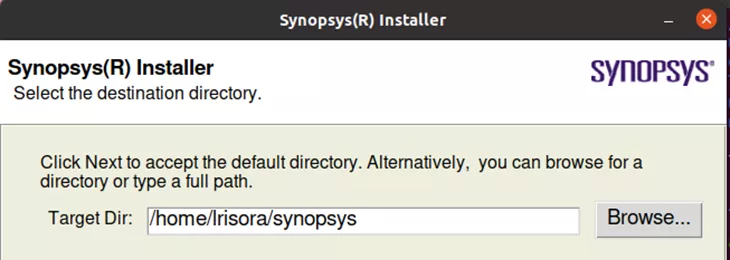 Synopsys(R) Installer
Synopsys(R) Installer
SYNOPSYS®
Select the destination directory.
Click Next to accept the default directory. Alternatively, you can browse for a
directory or type a full path.
Target Dir: /home/lrisora/synopsys Browse...